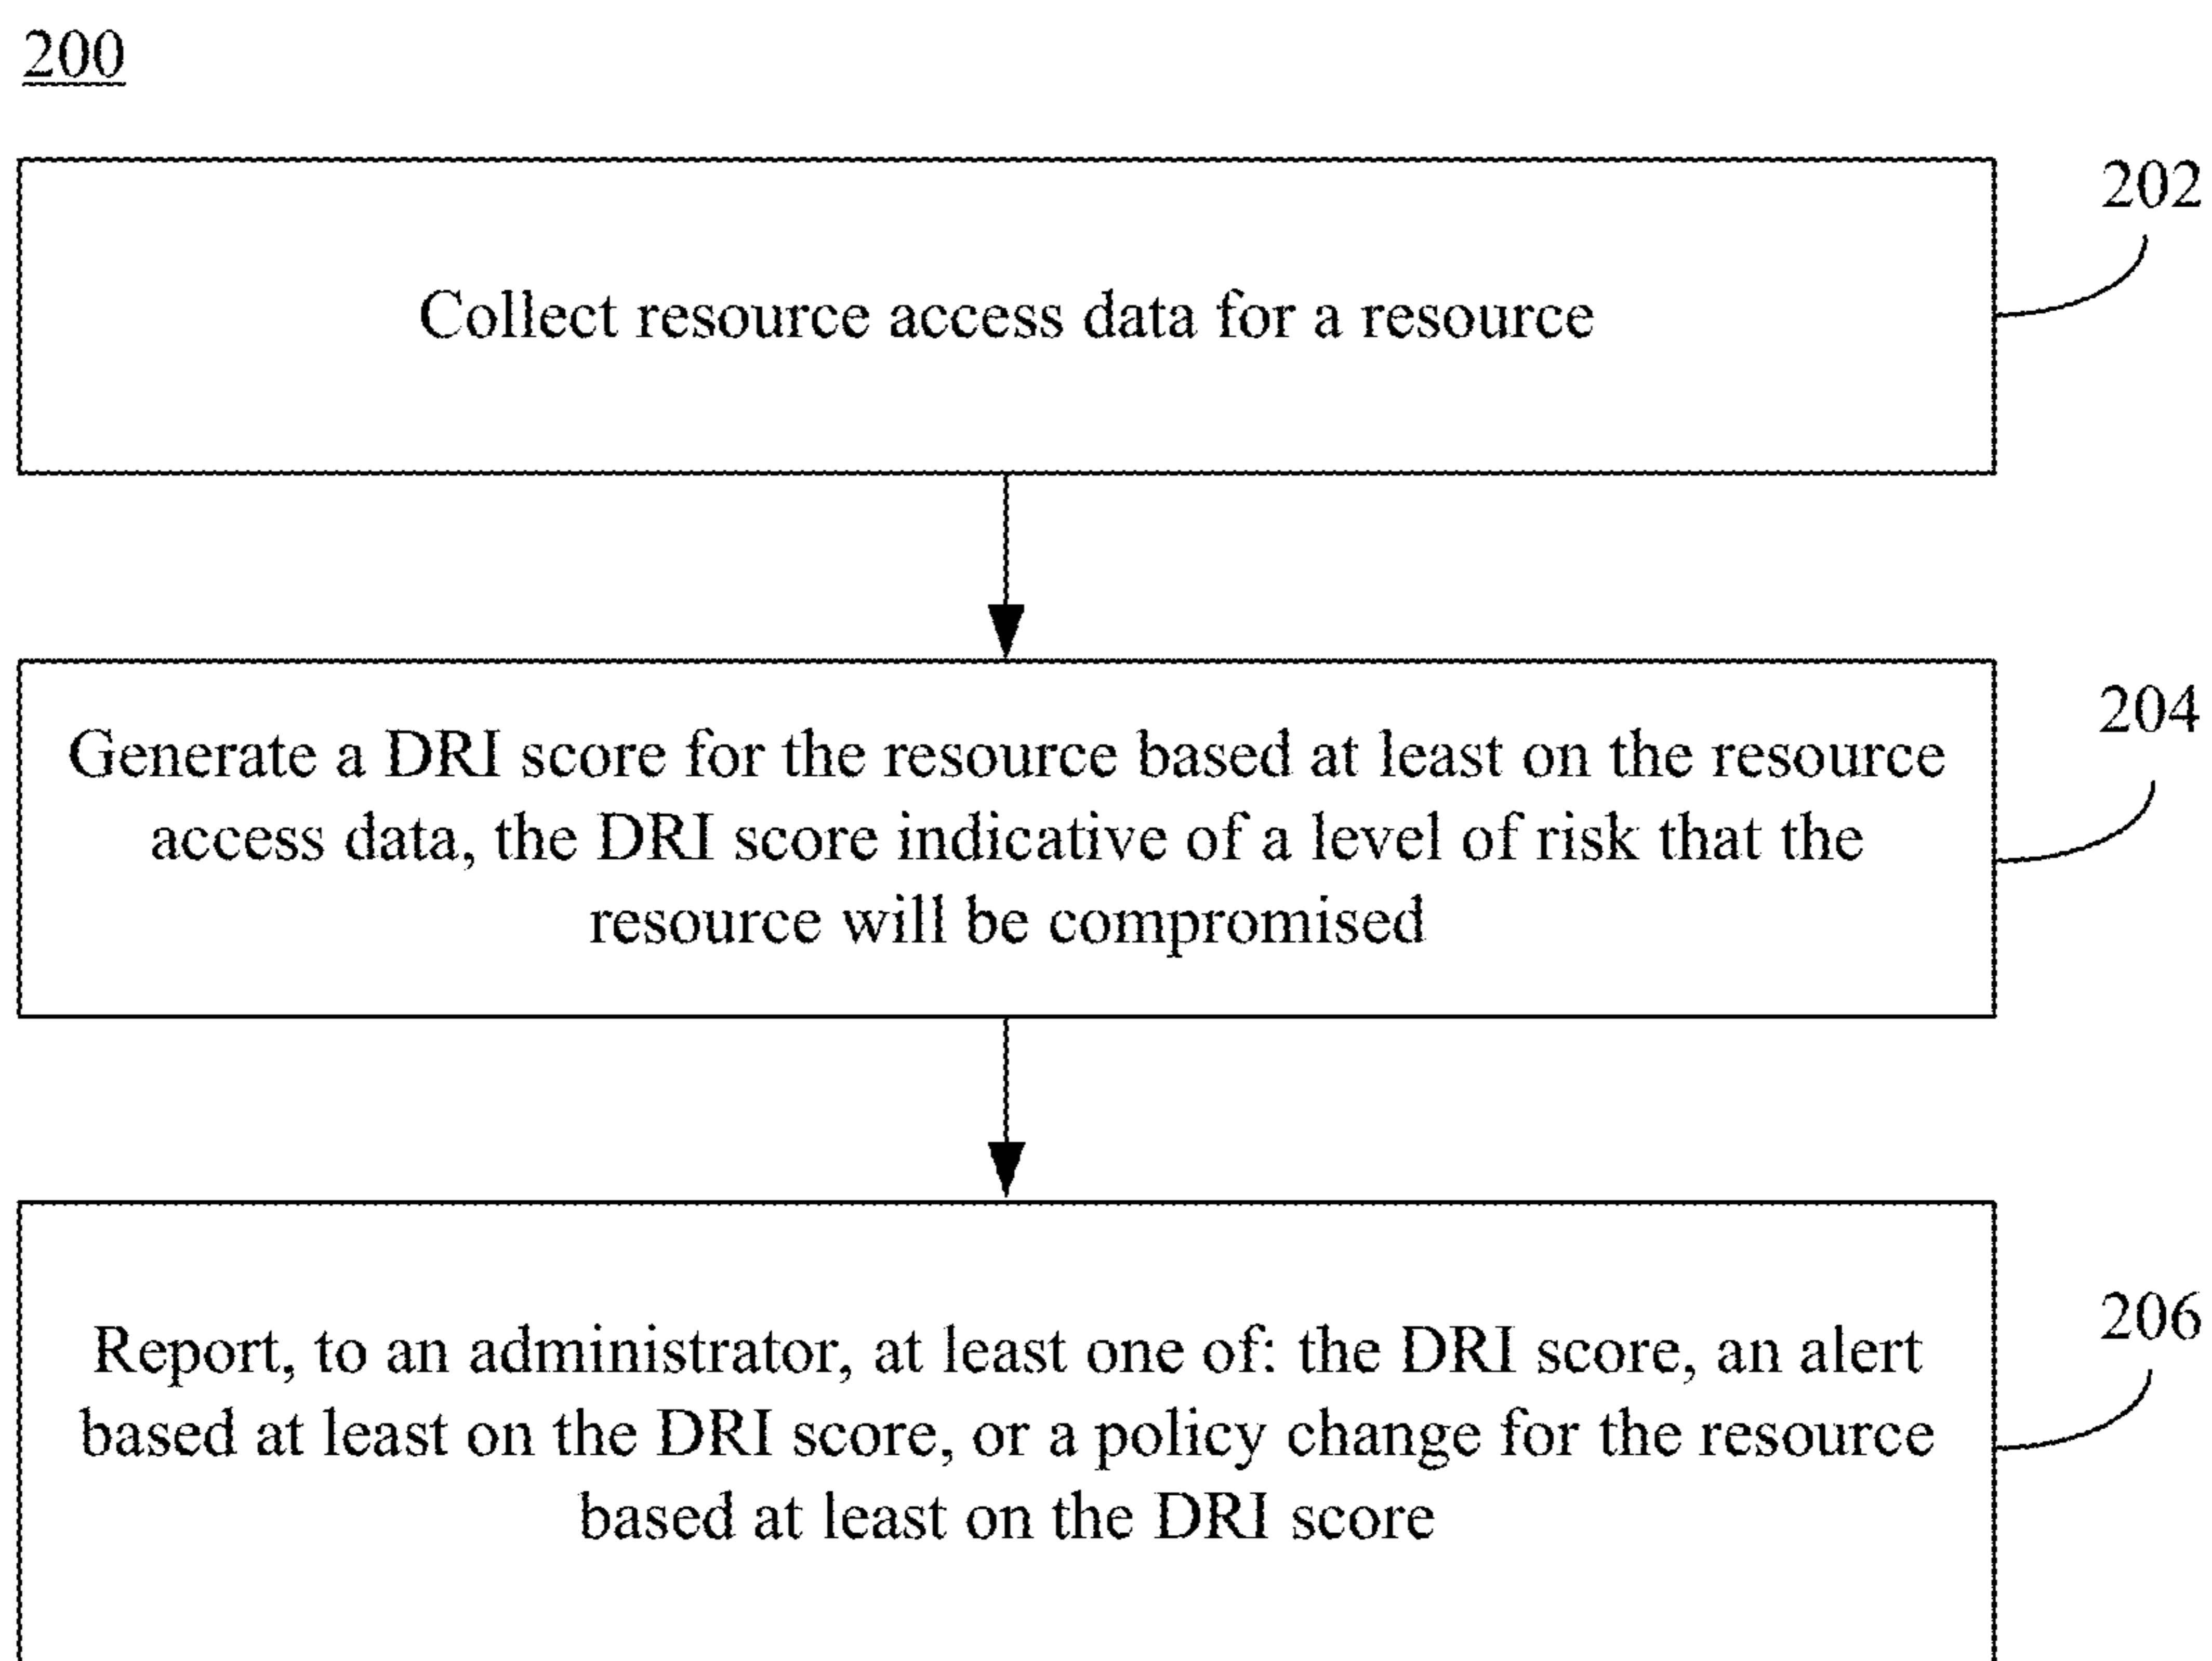 200
202
Collect resource access data for a resource
204
Generate a DRI score for the resource based at least on the resource
access data, the DRI score indicative of a level of risk that the
resource will be compromised
206
Report, to an administrator, at least one of: the DRI score, an alert
based at least on the DRI score, or a policy change for the resource
based at least on the DRI score